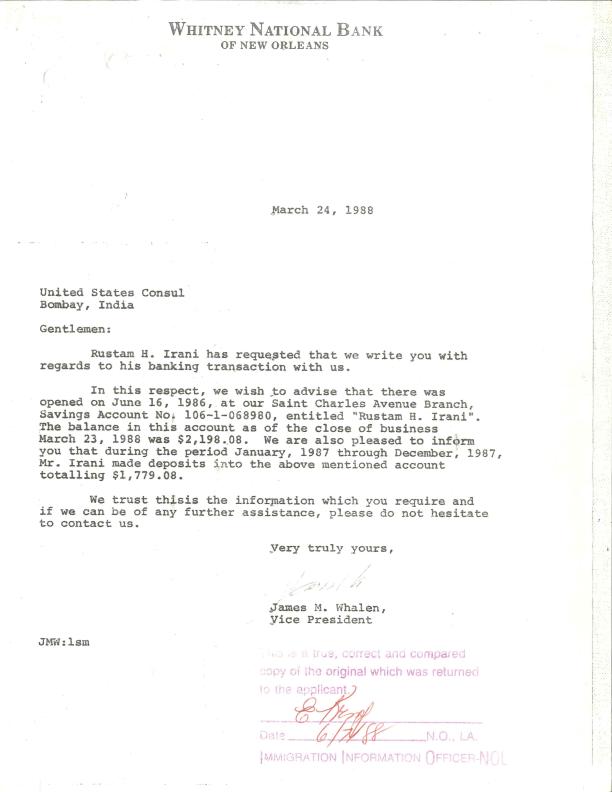 WHITNEY NATIONAL BANK
OF NEW ORLEANS
March 24, 1988
United States Consul
Bombay, India
Gentlemen:
Rustam H. Irani has requested that we write you with
regards to his banking transaction with us.
In this respect, we wish to advise that there was
opened on June 16, 1986, at our Saint Charles Avenue Branch,
Savings Account No. 106-1-068980, entitled "Rustam H. Irani".
The balance in this account as of the close of business
March 23, 1988 was $2,198.08. We are also pleased to inform
you that during the period January, 1987 through December, 1987,
Mr. Irani made deposits into the above mentioned account
totalling $1,779.08.
We trust thisis the information which you require and
if we can be of any further assistance, please do not hesitate
to contact us.
Very truly yours,
James M. Whalen,
Vice President
JMW:lsm
This is a true, correct and compared
copy of the original which was returned
to the applicant.
Date N.O., LA.
IMMIGRATION INFORMATION OFFICER-NOL